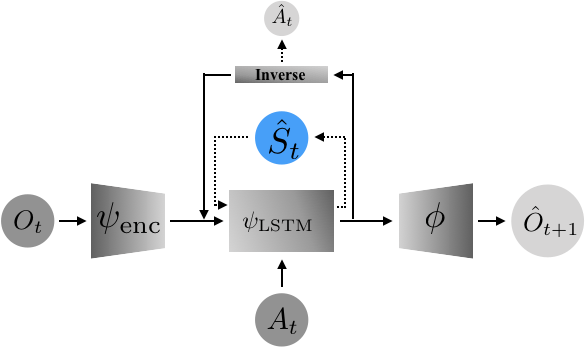 Â_t
Inverse
Ŝ_t
O_t
ψ_enc
ψ_LSTM
ϕ
Ô_{t+1}
A_t